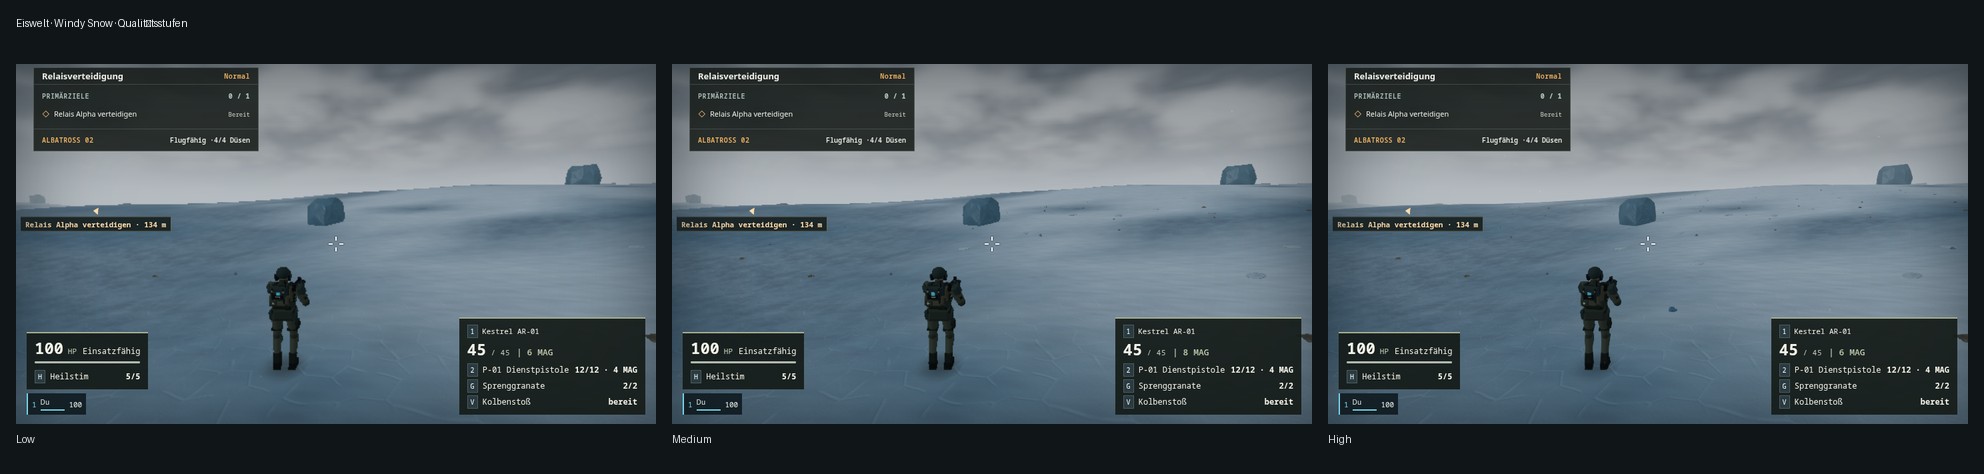 Eiswelt · Windy Snow · Qualitätsstufen
Relaisverteidigung Normal
PRIMÄRZIELE 0 / 1
Relais Alpha verteidigen Bereit
ALBATROSS 02 Flugfähig ·4/4 Düsen
Relais Alpha verteidigen · 134 m
1 Kestrel AR-01
45 / 45 | 6 MAG
2 P-01 Dienstpistole 12/12 · 4 MAG
G Sprenggranate 2/2
V Kolbenstoß bereit
100 HP Einsatzfähig
H Heilstim 5/5
1 Du 100
Low
Relaisverteidigung Normal
PRIMÄRZIELE 0 / 1
Relais Alpha verteidigen Bereit
ALBATROSS 02 Flugfähig ·4/4 Düsen
Relais Alpha verteidigen · 134 m
1 Kestrel AR-01
45 / 45 | 8 MAG
2 P-01 Dienstpistole 12/12 · 4 MAG
G Sprenggranate 2/2
V Kolbenstoß bereit
100 HP Einsatzfähig
H Heilstim 5/5
1 Du 100
Medium
Relaisverteidigung Normal
PRIMÄRZIELE 0 / 1
Relais Alpha verteidigen Bereit
ALBATROSS 02 Flugfähig ·4/4 Düsen
Relais Alpha verteidigen · 134 m
1 Kestrel AR-01
45 / 45 | 6 MAG
2 P-01 Dienstpistole 12/12 · 4 MAG
G Sprenggranate 2/2
V Kolbenstoß bereit
100 HP Einsatzfähig
H Heilstim 5/5
1 Du 100
High